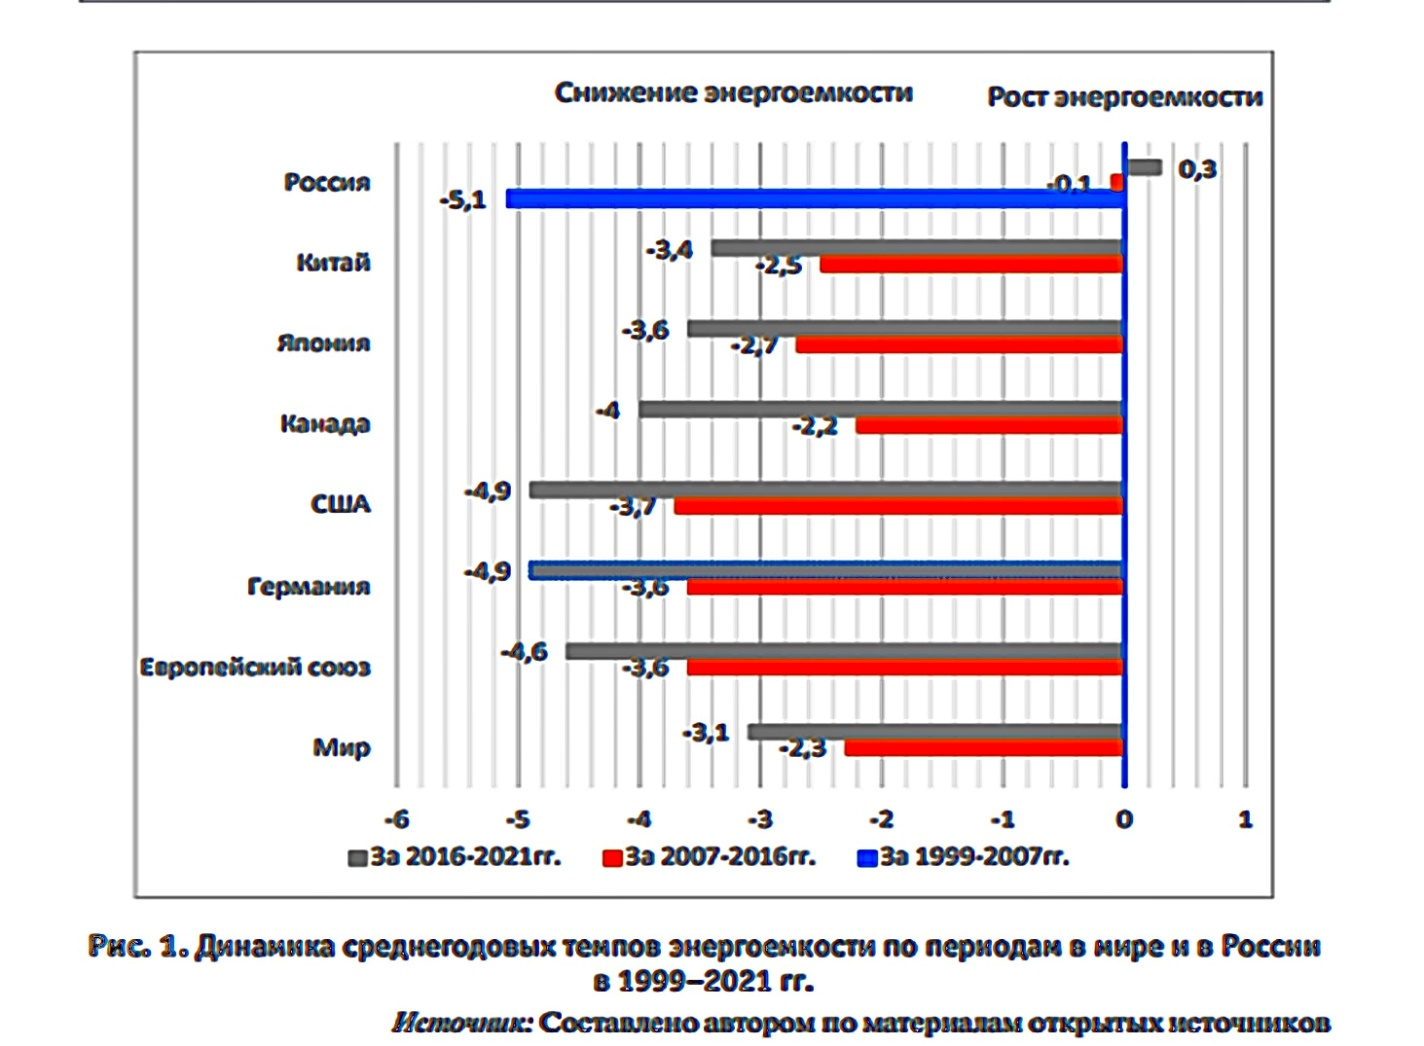 Снижение энергоемкости
Рост энергоемкости
Россия
0,3
-0,1
-5,1
Китай
-3,4
-2,5
Япония
-3,6
-2,7
Канада
-4
-2,2
США
-4,9
-3,7
Германия
-4,9
-3,6
Европейский союз
-4,6
-3,6
Мир
-3,1
-2,3
-6 -5 -4 -3 -2 -1 0 1
За 2016-2021гг. За 2007-2016гг. За 1999-2007гг.
Рис. 1. Динамика среднегодовых темпов энергоемкости по периодам в мире и в России
в 1999–2021 гг.
Источник: Составлено автором по материалам открытых источников